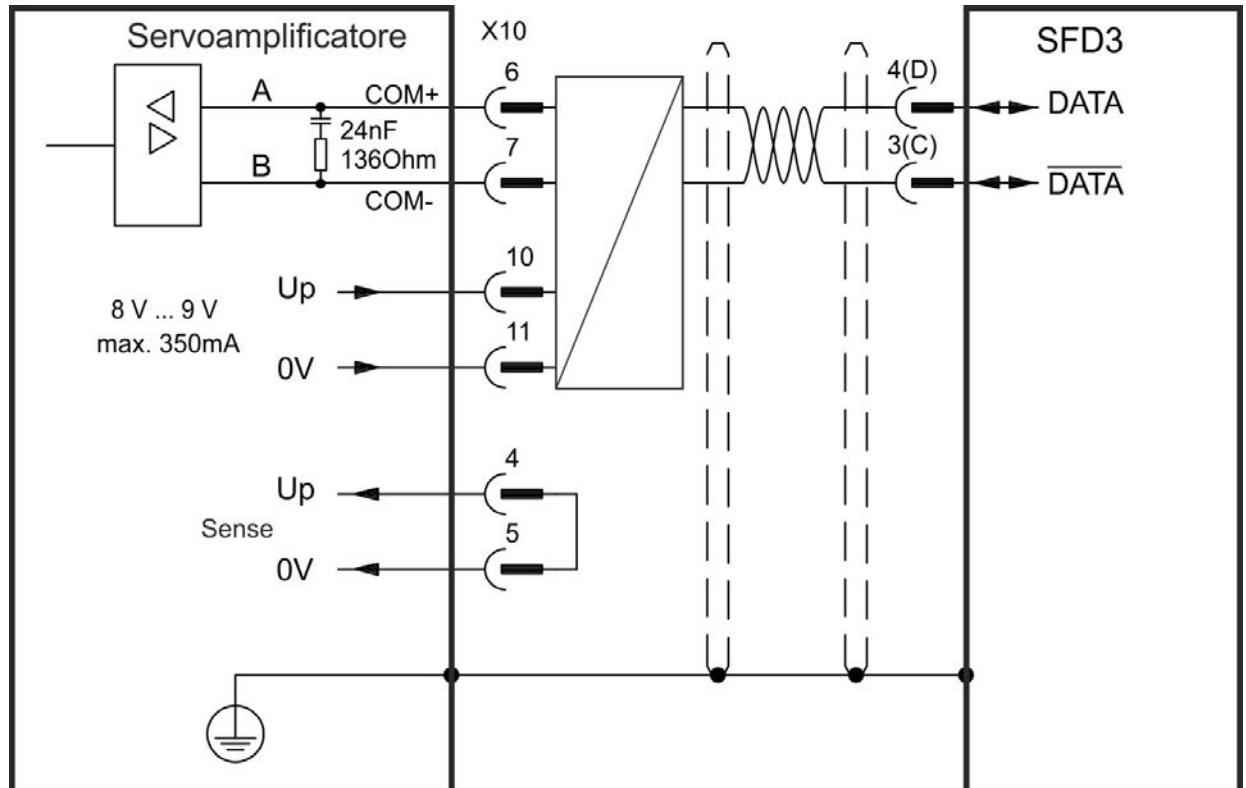 Servoamplificatore
X10
SFD3
A
COM+
6
4(D)
DATA
24nF
136Ohm
7
3(C)
B
COM-
DATA
10
Up
8 V ... 9 V
max. 350mA
11
0V
4
Up
Sense
5
0V